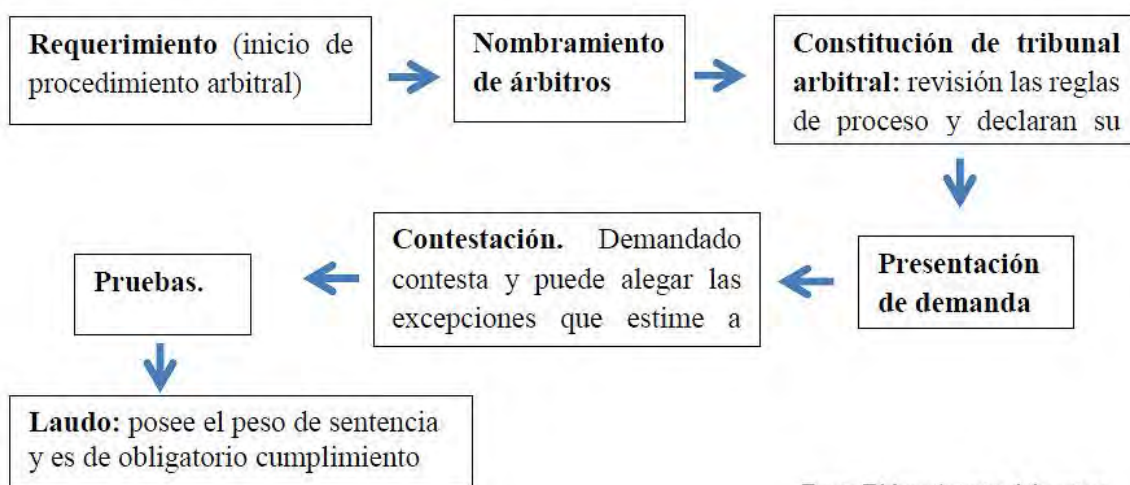 Requerimiento (inicio de
procedimiento arbitral)
Nombramiento
de árbitros
Constitución de tribunal
arbitral: revisión las reglas
de proceso y declaran su
Presentación
de demanda
Contestación. Demandado
contesta y puede alegar las
excepciones que estime a
Pruebas.
Laudo: posee el peso de sentencia
y es de obligatorio cumplimiento